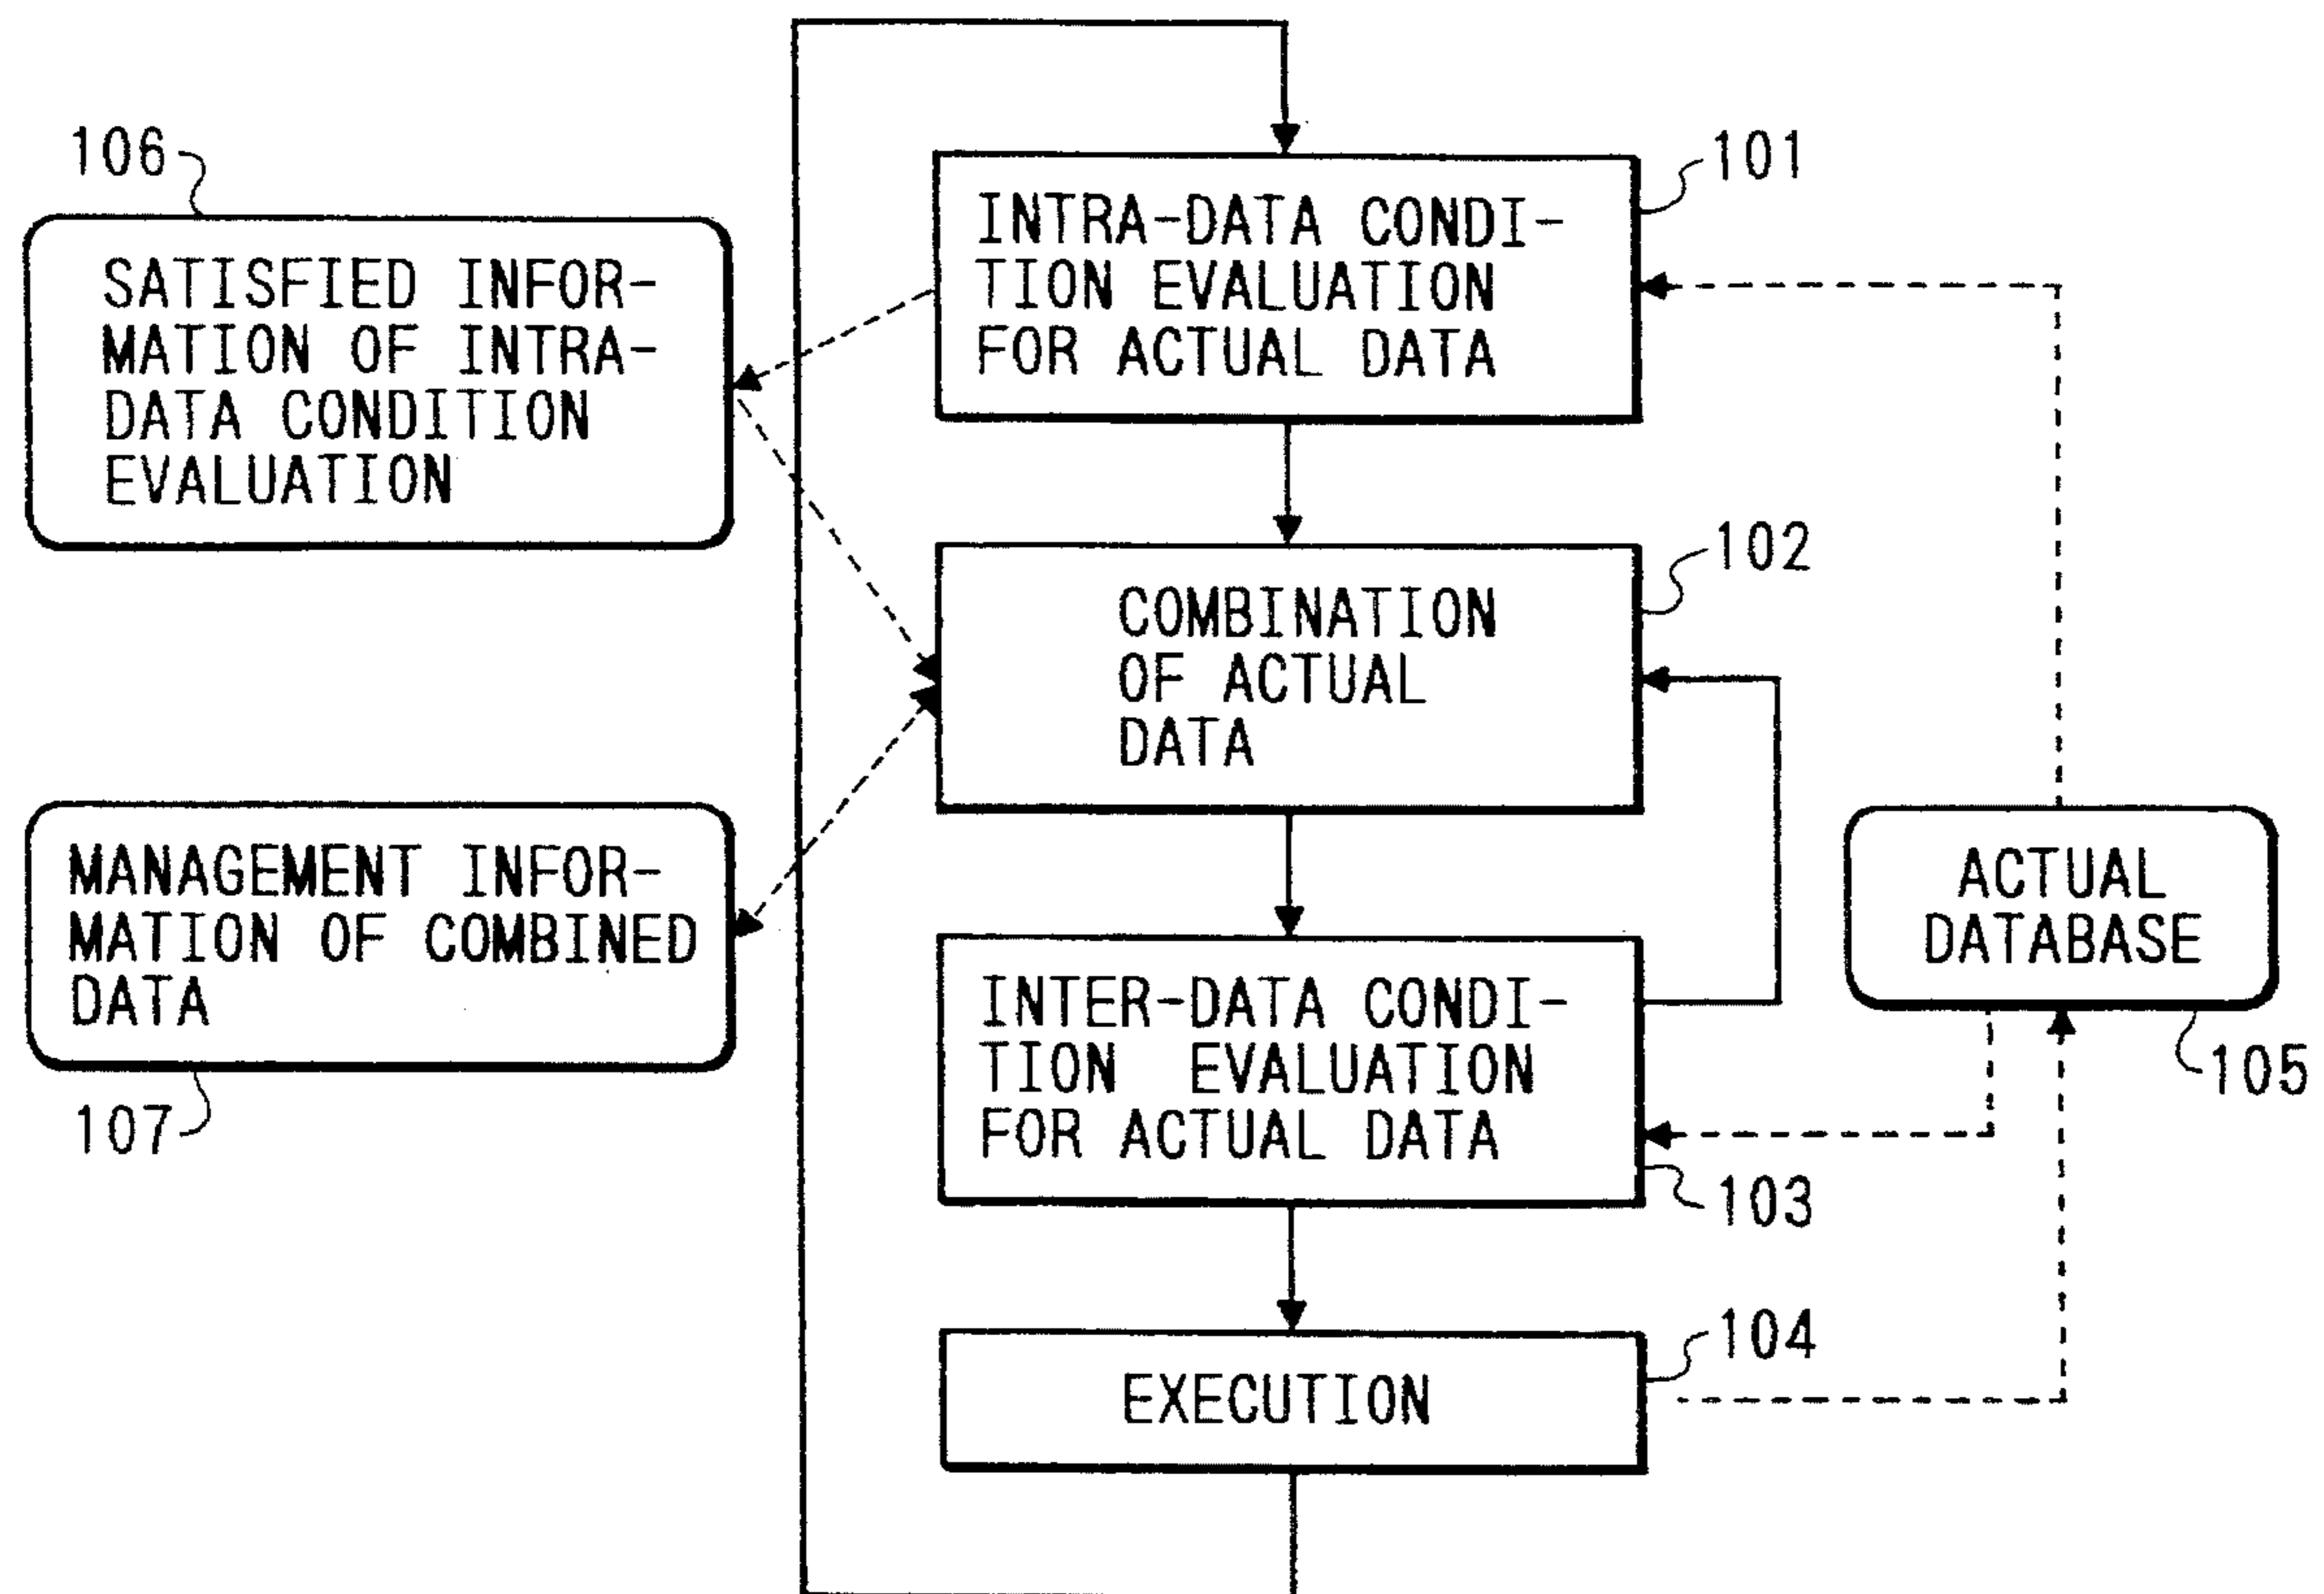 106
SATISFIED INFOR-
MATION OF INTRA-
DATA CONDITION
EVALUATION
101
INTRA-DATA CONDI-
TION EVALUATION
FOR ACTUAL DATA
102
COMBINATION
OF ACTUAL
DATA
MANAGEMENT INFOR-
MATION OF COMBINED
DATA
107
ACTUAL
DATABASE
105
INTER-DATA CONDI-
TION EVALUATION
FOR ACTUAL DATA
103
104
EXECUTION